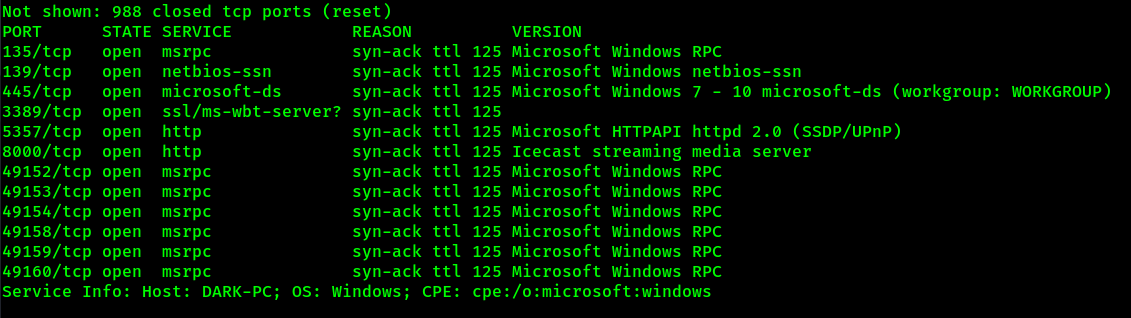 Not shown: 988 closed tcp ports (reset)
PORT      STATE SERVICE            REASON          VERSION
135/tcp   open  msrpc              syn-ack ttl 125 Microsoft Windows RPC
139/tcp   open  netbios-ssn        syn-ack ttl 125 Microsoft Windows netbios-ssn
445/tcp   open  microsoft-ds       syn-ack ttl 125 Microsoft Windows 7 - 10 microsoft-ds (workgroup: WORKGROUP)
3389/tcp  open  ssl/ms-wbt-server? syn-ack ttl 125
5357/tcp  open  http               syn-ack ttl 125 Microsoft HTTPAPI httpd 2.0 (SSDP/UPnP)
8000/tcp  open  http               syn-ack ttl 125 Icecast streaming media server
49152/tcp open  msrpc              syn-ack ttl 125 Microsoft Windows RPC
49153/tcp open  msrpc              syn-ack ttl 125 Microsoft Windows RPC
49154/tcp open  msrpc              syn-ack ttl 125 Microsoft Windows RPC
49158/tcp open  msrpc              syn-ack ttl 125 Microsoft Windows RPC
49159/tcp open  msrpc              syn-ack ttl 125 Microsoft Windows RPC
49160/tcp open  msrpc              syn-ack ttl 125 Microsoft Windows RPC
Service Info: Host: DARK-PC; OS: Windows; CPE: cpe:/o:microsoft:windows